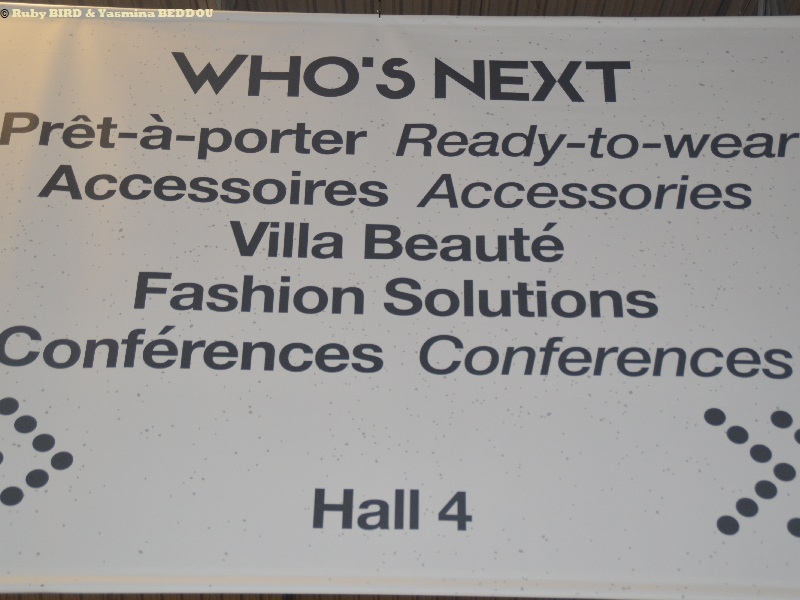 © Ruby BIRD & Yasmina BEDDOU
WHO'S NEXT
Prêt-à-porter Ready-to-wear
Accessoires Accessories
Villa Beauté
Fashion Solutions
Conférences Conferences
Hall 4